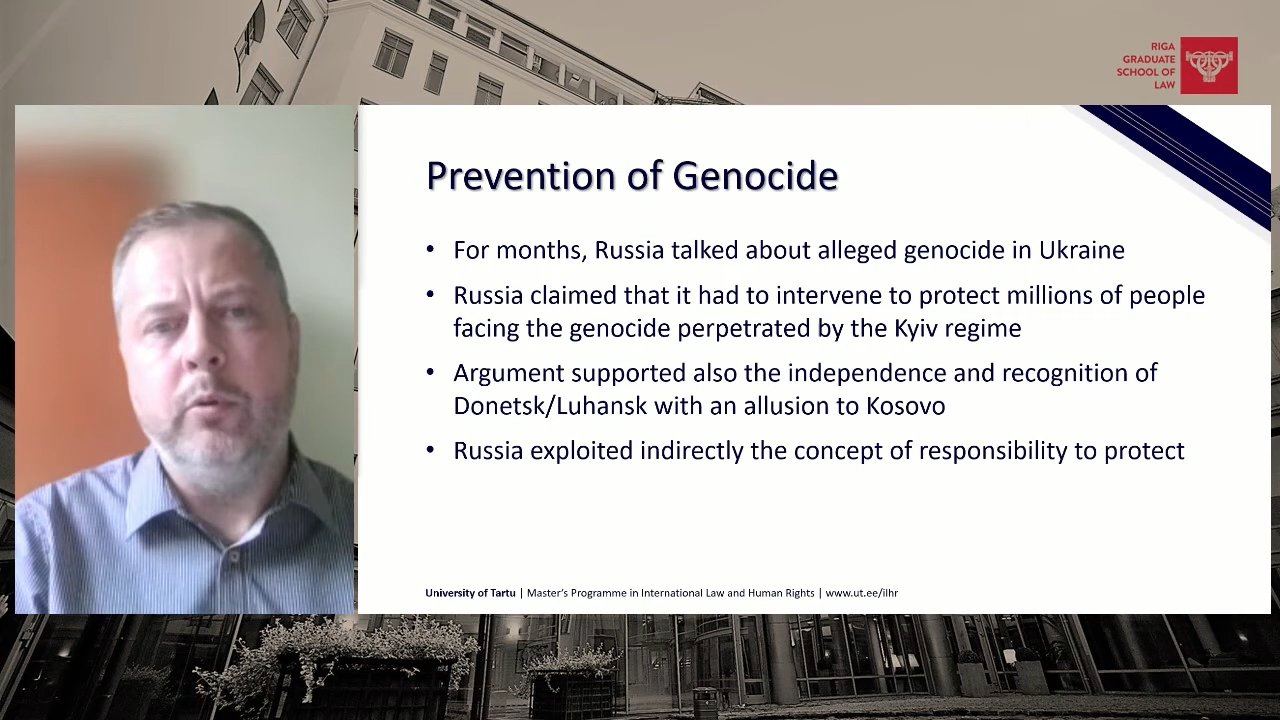 RIGA
GRADUATE
SCHOOL OF
LAW
Prevention of Genocide
• For months, Russia talked about alleged genocide in Ukraine
• Russia claimed that it had to intervene to protect millions of people
facing the genocide perpetrated by the Kyiv regime
• Argument supported also the independence and recognition of
Donetsk/Luhansk with an allusion to Kosovo
• Russia exploited indirectly the concept of responsibility to protect
University of Tartu | Master's Programme in International Law and Human Rights | www.ut.ee/ilhr